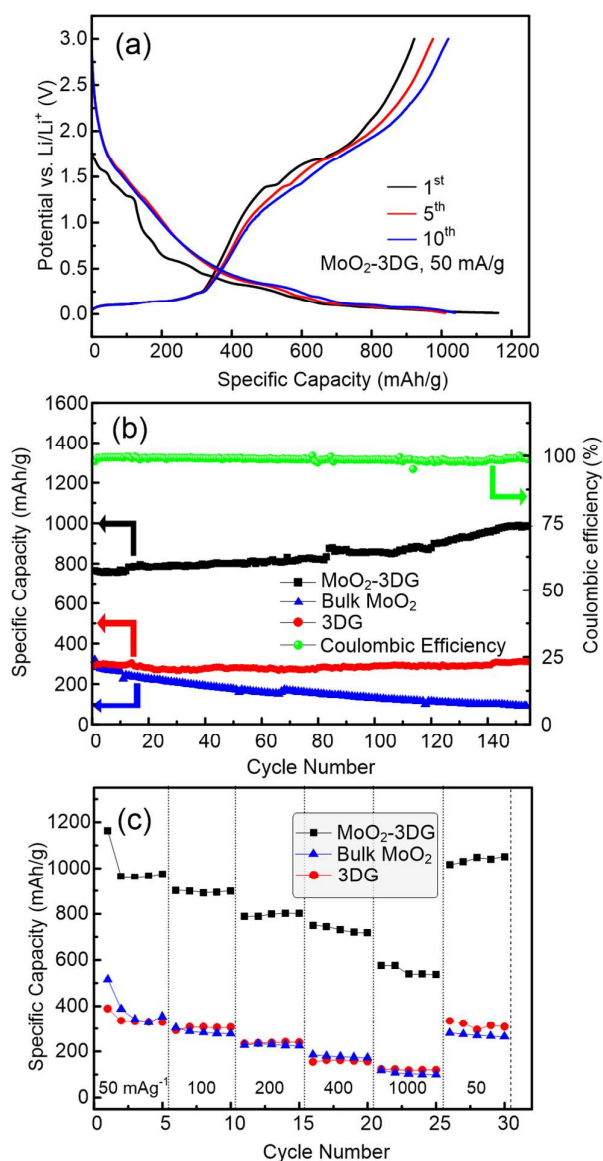 (a)
3.0
2.5
2.0
1.5
1.0
0.5
0.0
Potential vs. Li/Li⁺ (V)
1ˢᵗ
5ᵗʰ
10ᵗʰ
MoO₂-3DG, 50 mA/g
0 200 400 600 800 1000 1200
Specific Capacity (mAh/g)
(b)
1600
1400
1200
1000
800
600
400
200
0
Specific Capacity (mAh/g)
100
75
50
25
0
Coulombic efficiency (%)
MoO₂-3DG
Bulk MoO₂
3DG
Coulombic Efficiency
0 20 40 60 80 100 120 140
Cycle Number
(c)
1200
1000
800
600
400
200
0
Specific Capacity (mAh/g)
MoO₂-3DG
Bulk MoO₂
3DG
50 mAg⁻¹ 100 200 400 1000 50
0 5 10 15 20 25 30
Cycle Number